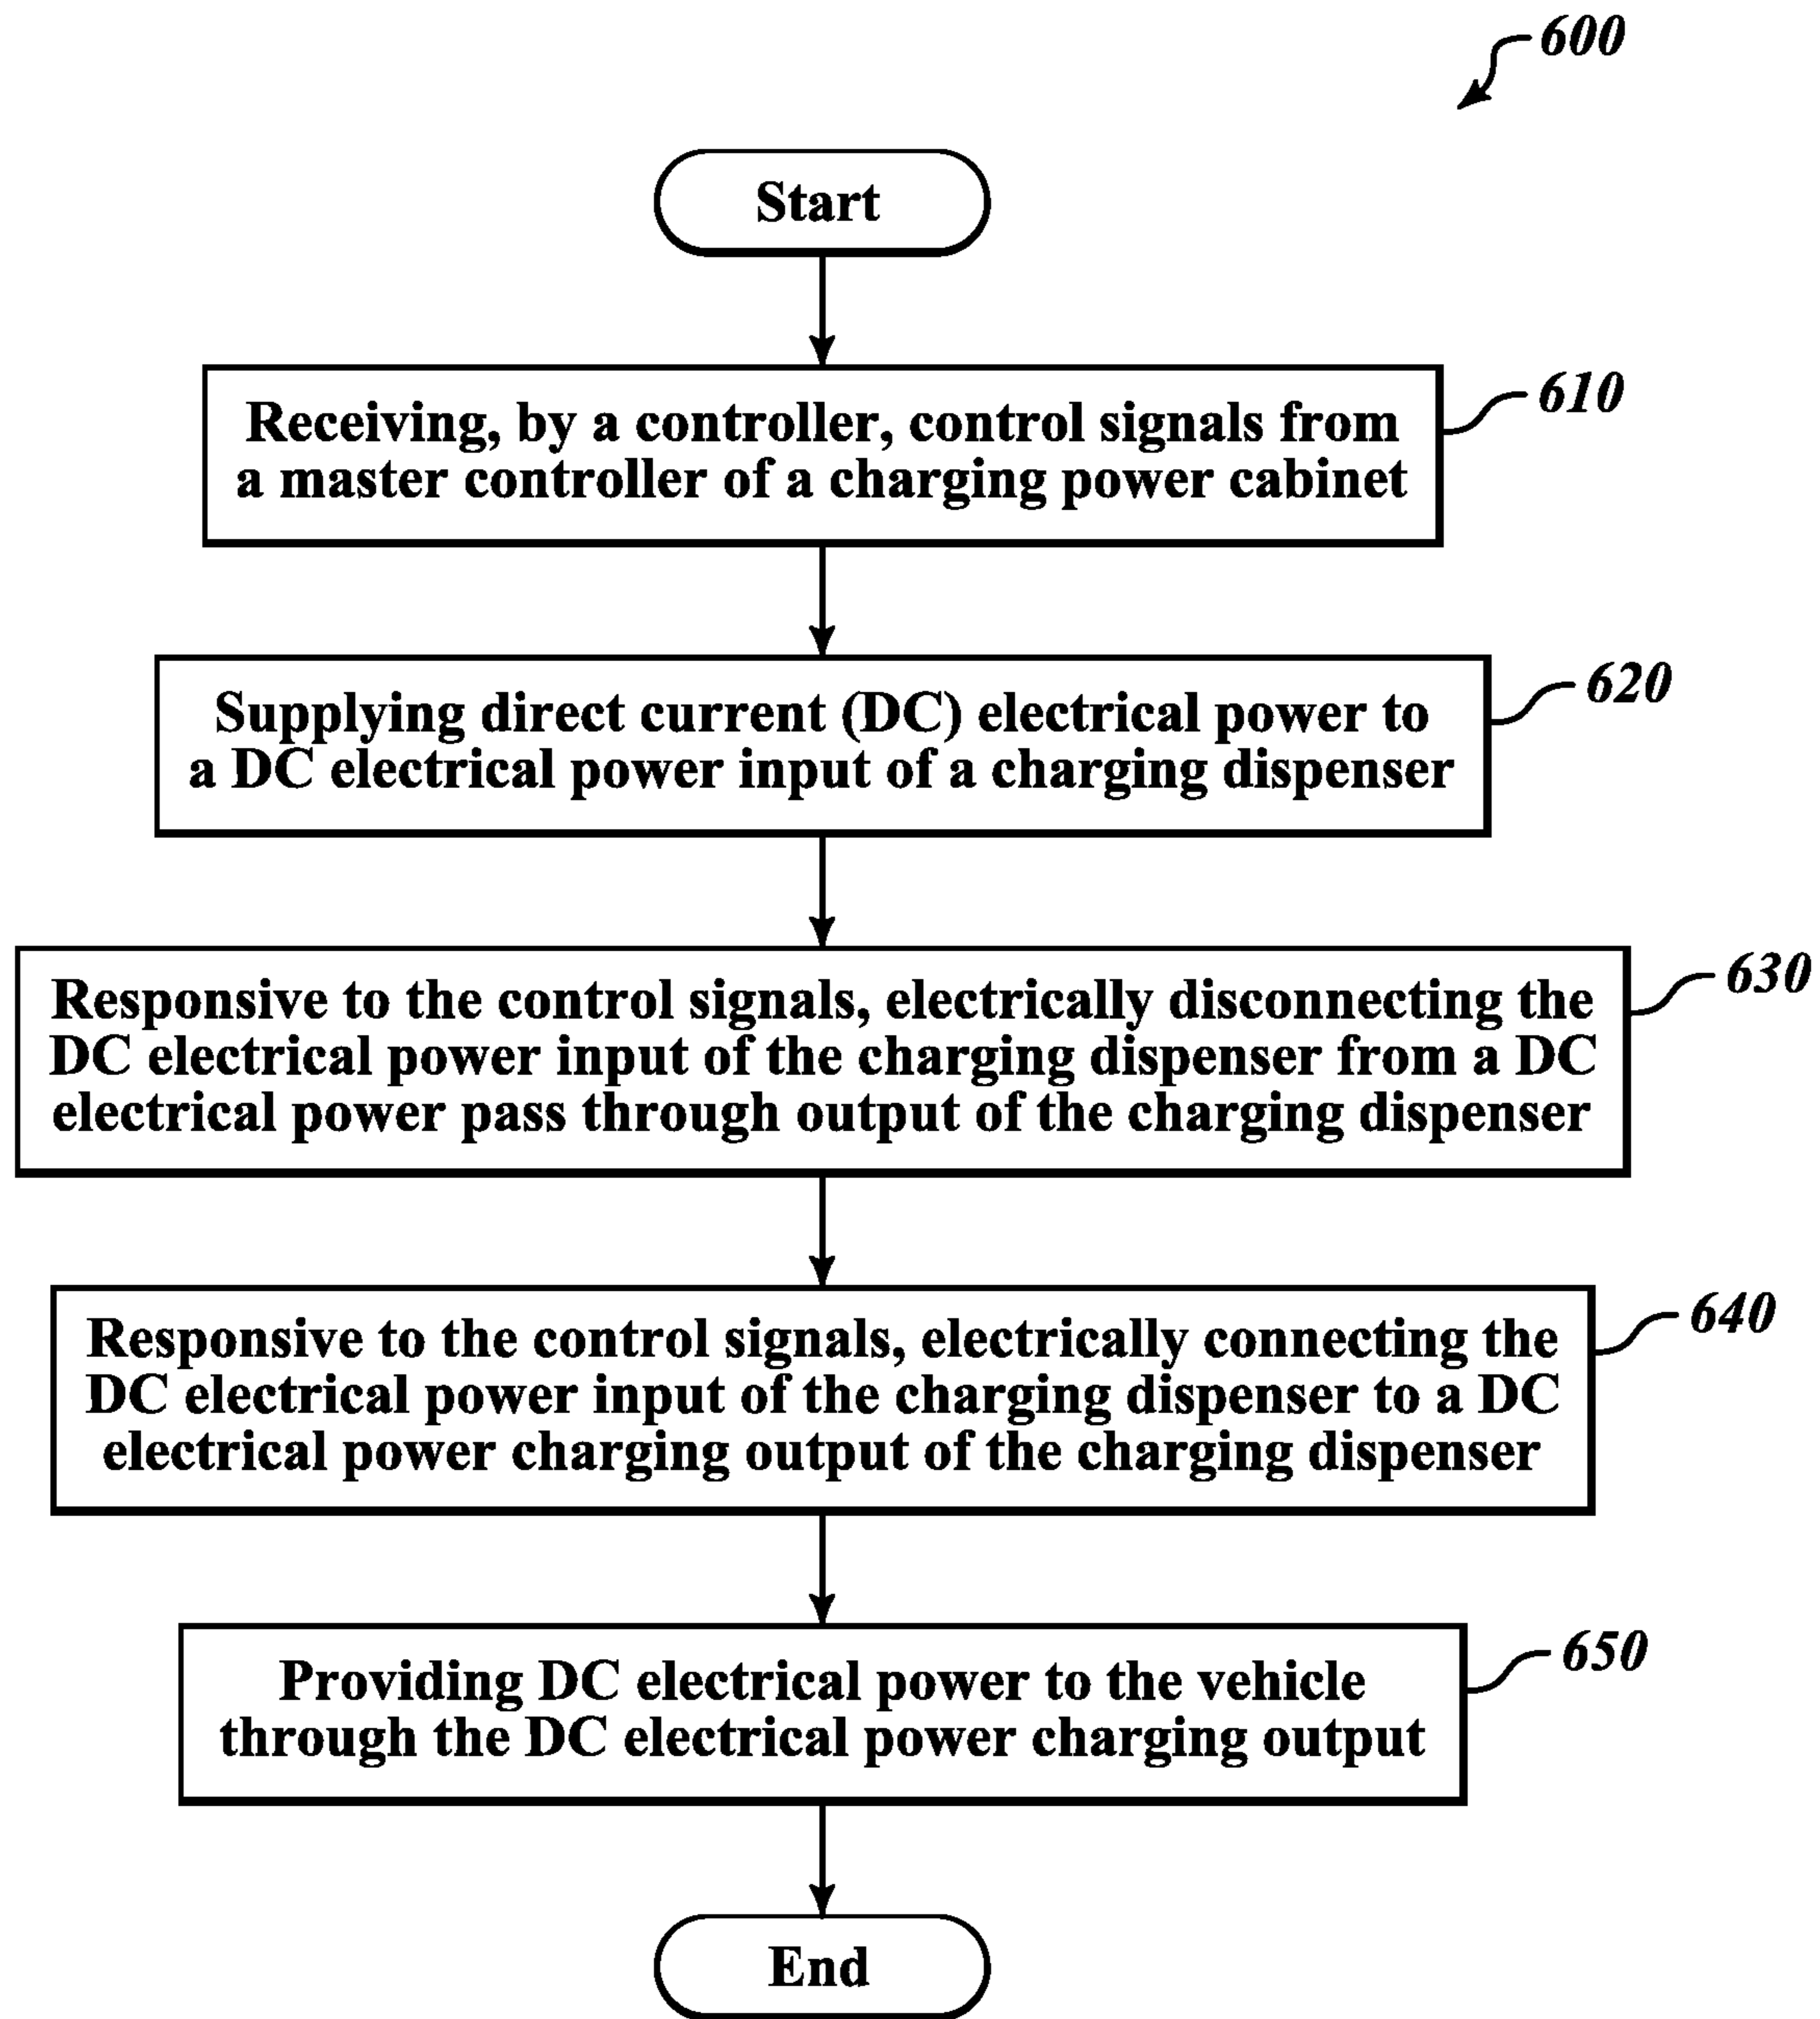 600
Start
Receiving, by a controller, control signals from
a master controller of a charging power cabinet
610
Supplying direct current (DC) electrical power to
a DC electrical power input of a charging dispenser
620
Responsive to the control signals, electrically disconnecting the
DC electrical power input of the charging dispenser from a DC
electrical power pass through output of the charging dispenser
630
Responsive to the control signals, electrically connecting the
DC electrical power input of the charging dispenser to a DC
electrical power charging output of the charging dispenser
640
Providing DC electrical power to the vehicle
through the DC electrical power charging output
650
End